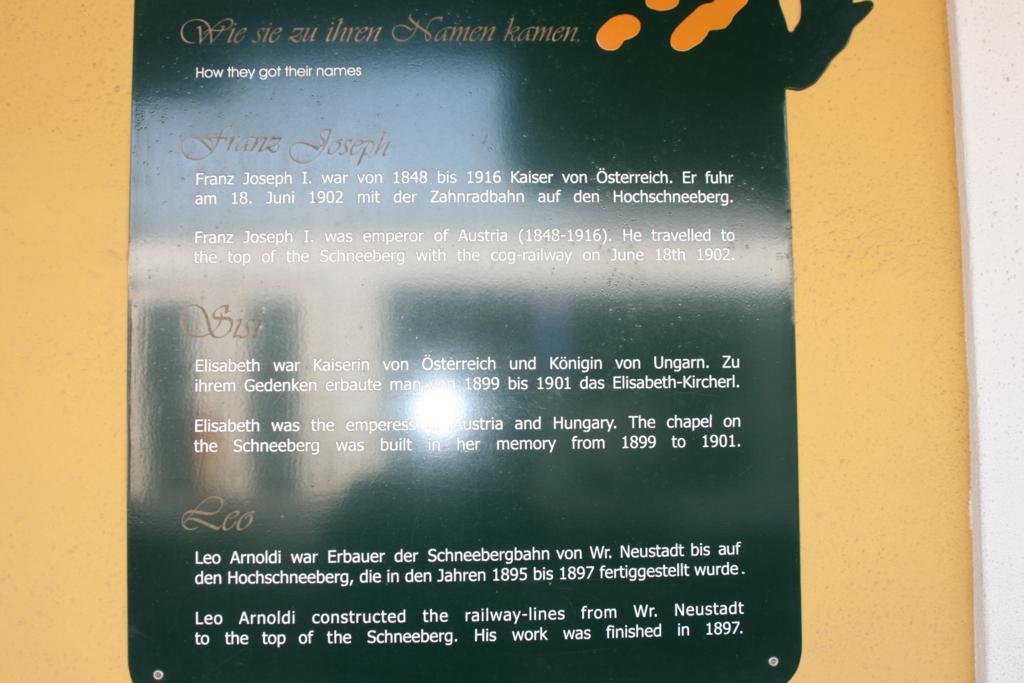 Wie sie zu ihren Namen kamen.
How they got their names
Franz Joseph
Franz Joseph I. war von 1848 bis 1916 Kaiser von Österreich. Er fuhr
am 18. Juni 1902 mit der Zahnradbahn auf den Hochschneeberg.
Franz Joseph I. was emperor of Austria (1848-1916). He travelled to
the top of the Schneeberg with the cog-railway on June 18th 1902.
Sisi
Elisabeth war Kaiserin von Österreich und Königin von Ungarn. Zu
ihrem Gedenken erbaute man von 1899 bis 1901 das Elisabeth-Kircherl.
Elisabeth was the emperess Austria and Hungary. The chapel on
the Schneeberg was built in her memory from 1899 to 1901.
Leo
Leo Arnoldi war Erbauer der Schneebergbahn von Wr. Neustadt bis auf
den Hochschneeberg, die in den Jahren 1895 bis 1897 fertiggestellt wurde.
Leo Arnoldi constructed the railway-lines from Wr. Neustadt
to the top of the Schneeberg. His work was finished in 1897.